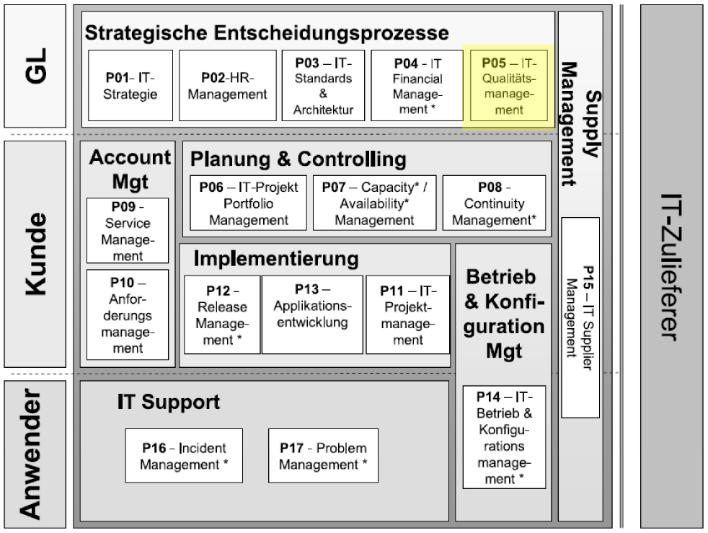 GL
Strategische Entscheidungsprozesse
P01- IT-
Strategie
P02-HR-
Management
P03 – IT-
Standards
&
Architektur
P04 - IT
Financial
Manage-
ment *
P05 – IT-
Qualitäts-
manage-
ment
Supply
Management
Kunde
Account
Mgt
P09 -
Service
Manage-
ment
P10 –
Anfor-
derungs
manage-
ment
Planung & Controlling
P06 – IT-Projekt
Portfolio
Management
P07 – Capacity* /
Availability*
Management
P08 -
Continuity
Management*
Implementierung
P12 -
Release
Manage-
ment *
P13 –
Applikations-
entwicklung
P11 – IT-
Projekt-
manage-
ment
Betrieb
& Konfi-
guration
Mgt
P14 – IT-
Betrieb &
Konfigu-
rations
manage-
ment *
P15 – IT Supplier
Management
IT-Zulieferer
Anwender
IT Support
P16 - Incident
Management *
P17 - Problem
Management *